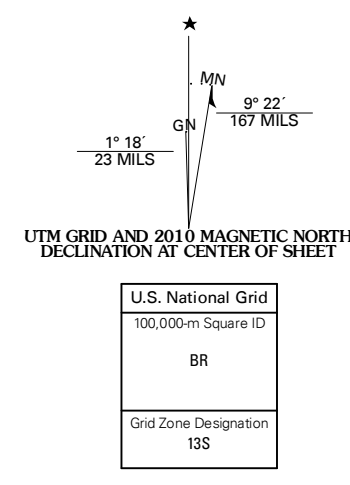 MN
GN
9° 22´
167 MILS
1° 18´
23 MILS
UTM GRID AND 2010 MAGNETIC NORTH
DECLINATION AT CENTER OF SHEET
U.S. National Grid
100,000-m Square ID
BR
Grid Zone Designation
13S